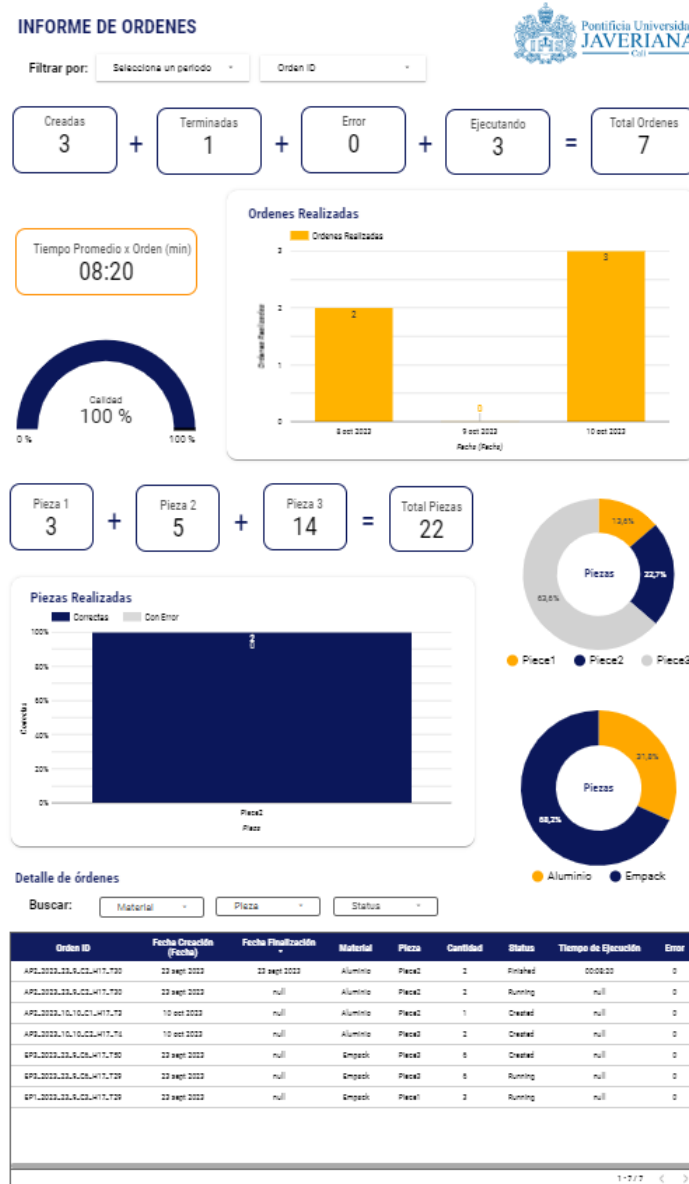 INFORME DE ORDENES
Pontificia Universida
JAVERIANA
Cali
Filtrar por: Selecciona un periodo Orden ID
Creadas
3
+
Terminadas
1
+
Error
0
+
Ejecutando
3
=
Total Ordenes
7
Tiempo Promedio x Orden (min)
08:20
Calidad
100 %
0 %
100 %
Ordenes Realizadas
Ordenes Realizadas
3
2
1
0
Ordenes Realizadas
2
0
3
8 oct 2023
9 oct 2023
10 oct 2023
Fecha (Fecha)
Pieza 1
3
+
Pieza 2
5
+
Pieza 3
14
=
Total Piezas
22
Piezas
13,6%
22,7%
63,6%
Piece1 Piece2 Piece3
Piezas Realizadas
Correctas Con Error
100%
80%
60%
40%
20%
0%
Correctas
Piece2
Pieza
Piezas
31,8%
68,2%
Aluminio Empack
Detalle de órdenes
Buscar: Material Pieza Status
Orden ID Fecha Creación (Fecha) Fecha Finalización Material Pieza Cantidad Status Tiempo de Ejecución Error
23 sept 2023 23 sept 2023 Aluminio Piece2 2 Finished 00:08:20 0
23 sept 2023 null Aluminio Piece2 2 Running null 0
10 oct 2023 null Aluminio Piece2 1 Created null 0
10 oct 2023 null Aluminio Piece3 2 Created null 0
23 sept 2023 null Empack Piece3 6 Created null 0
23 sept 2023 null Empack Piece3 6 Running null 0
23 sept 2023 null Empack Piece1 3 Running null 0
1-7/7